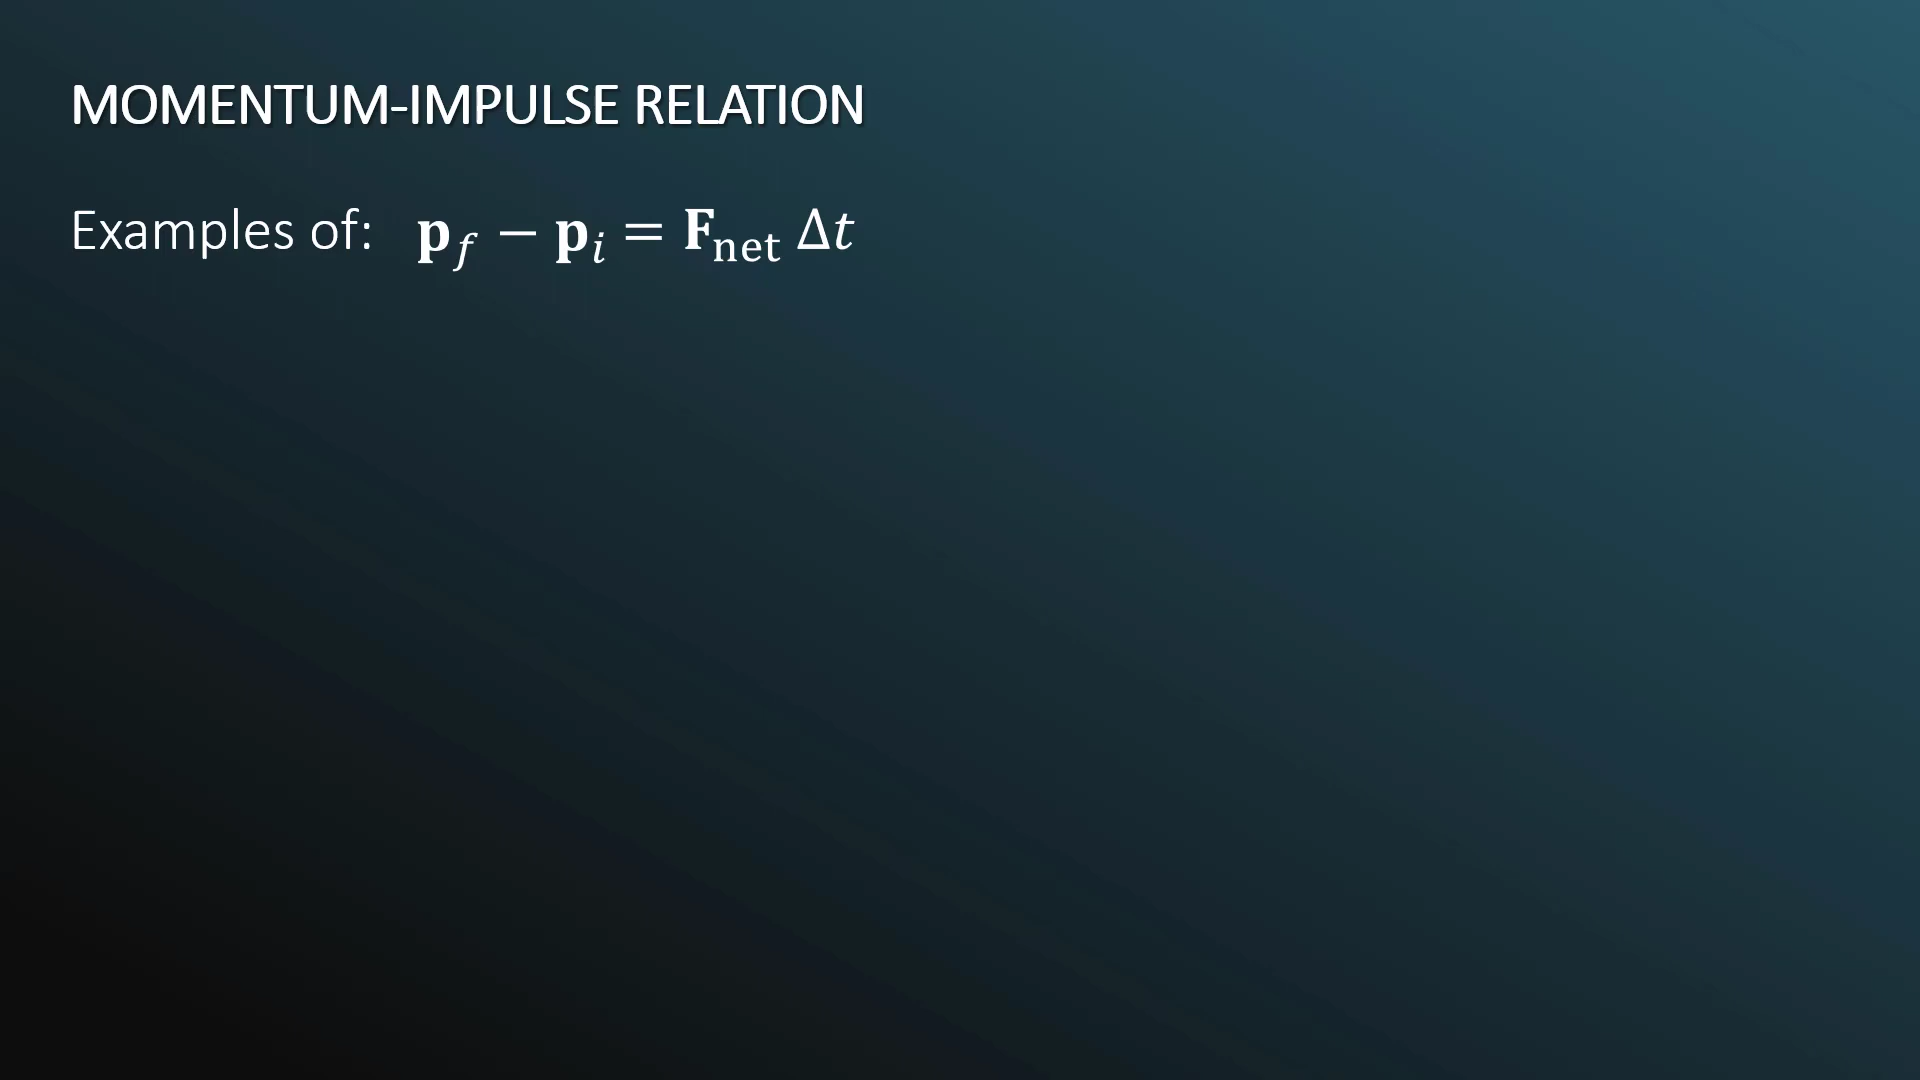 MOMENTUM-IMPULSE RELATION
Examples of: 𝐩_f − 𝐩_i = 𝐅_net Δt